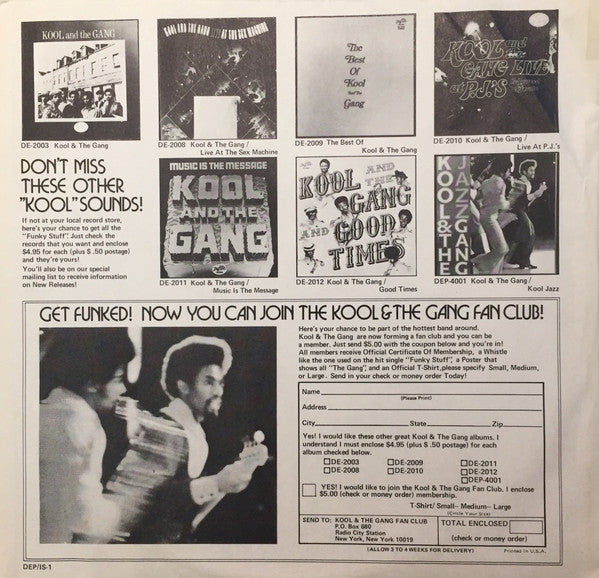 KOOL and the GANG
KOOL AND THE GANG LIVE AT THE SEX MACHINE
The
Best
Of
Kool
And The
Gang
KOOL and the
GANG LIVE
at P.J.'S
DE-2003 Kool & The Gang
DE-2008 Kool & The Gang /
Live At The Sex Machine
DE-2009 The Best Of
Kool & The Gang
DE-2010 Kool & The Gang /
Live At P.J.'s
DON'T MISS
THESE OTHER
"KOOL" SOUNDS!
If not at your local record store,
here's your chance to get all the
"Funky Stuff". Just check the
records that you want and enclose
$4.95 for each (plus $ .50 postage)
and they're yours!
You'll also be on our special
mailing list to receive information
on New Releases!
MUSIC IS THE MESSAGE
KOOL
AND THE
GANG
KOOL AND THE
GANG
AND GOOD
TIMES
KOOL & THE
JAZZ GANG
DE-2011 Kool & The Gang /
Music Is The Message
DE-2012 Kool & The Gang /
Good Times
DEP-4001 Kool & The Gang /
Kool Jazz
GET FUNKED! NOW YOU CAN JOIN THE KOOL & THE GANG FAN CLUB!
Here's your chance to be part of the hottest band around.
Kool & The Gang are now forming a fan club and you can be
a member. Just send $5.00 with the coupon below and you're in!
All members receive Official Certificate Of Membership, a Whistle
like the one used on the hit single "Funky Stuff", a Poster that
shows all "The Gang", and an Official T-Shirt,please specify Small, Medium,
or Large. Send in your check or money order Today!
Name
(Please Print)
Address
City State Zip
Yes! I would like these other great Kool & The Gang albums. I
understand I must enclose $4.95 (plus $ .50 postage) for each
album checked below.
DE-2003 DE-2009 DE-2011
DE-2008 DE-2010 DE-2012
DEP-4001
YES! I would like to join the Kool & The Gang Fan Club. I enclose
$5.00 (check or money order) membership.
T-Shirt/ Small-- Medium-- Large
(Circle Your Size)
SEND TO: KOOL & THE GANG FAN CLUB
P.O. Box 680
Radio City Station
New York, New York 10019
TOTAL ENCLOSED
(check or money order)
(ALLOW 3 TO 4 WEEKS FOR DELIVERY)
Printed in U.S.A.
DEP/IS-1